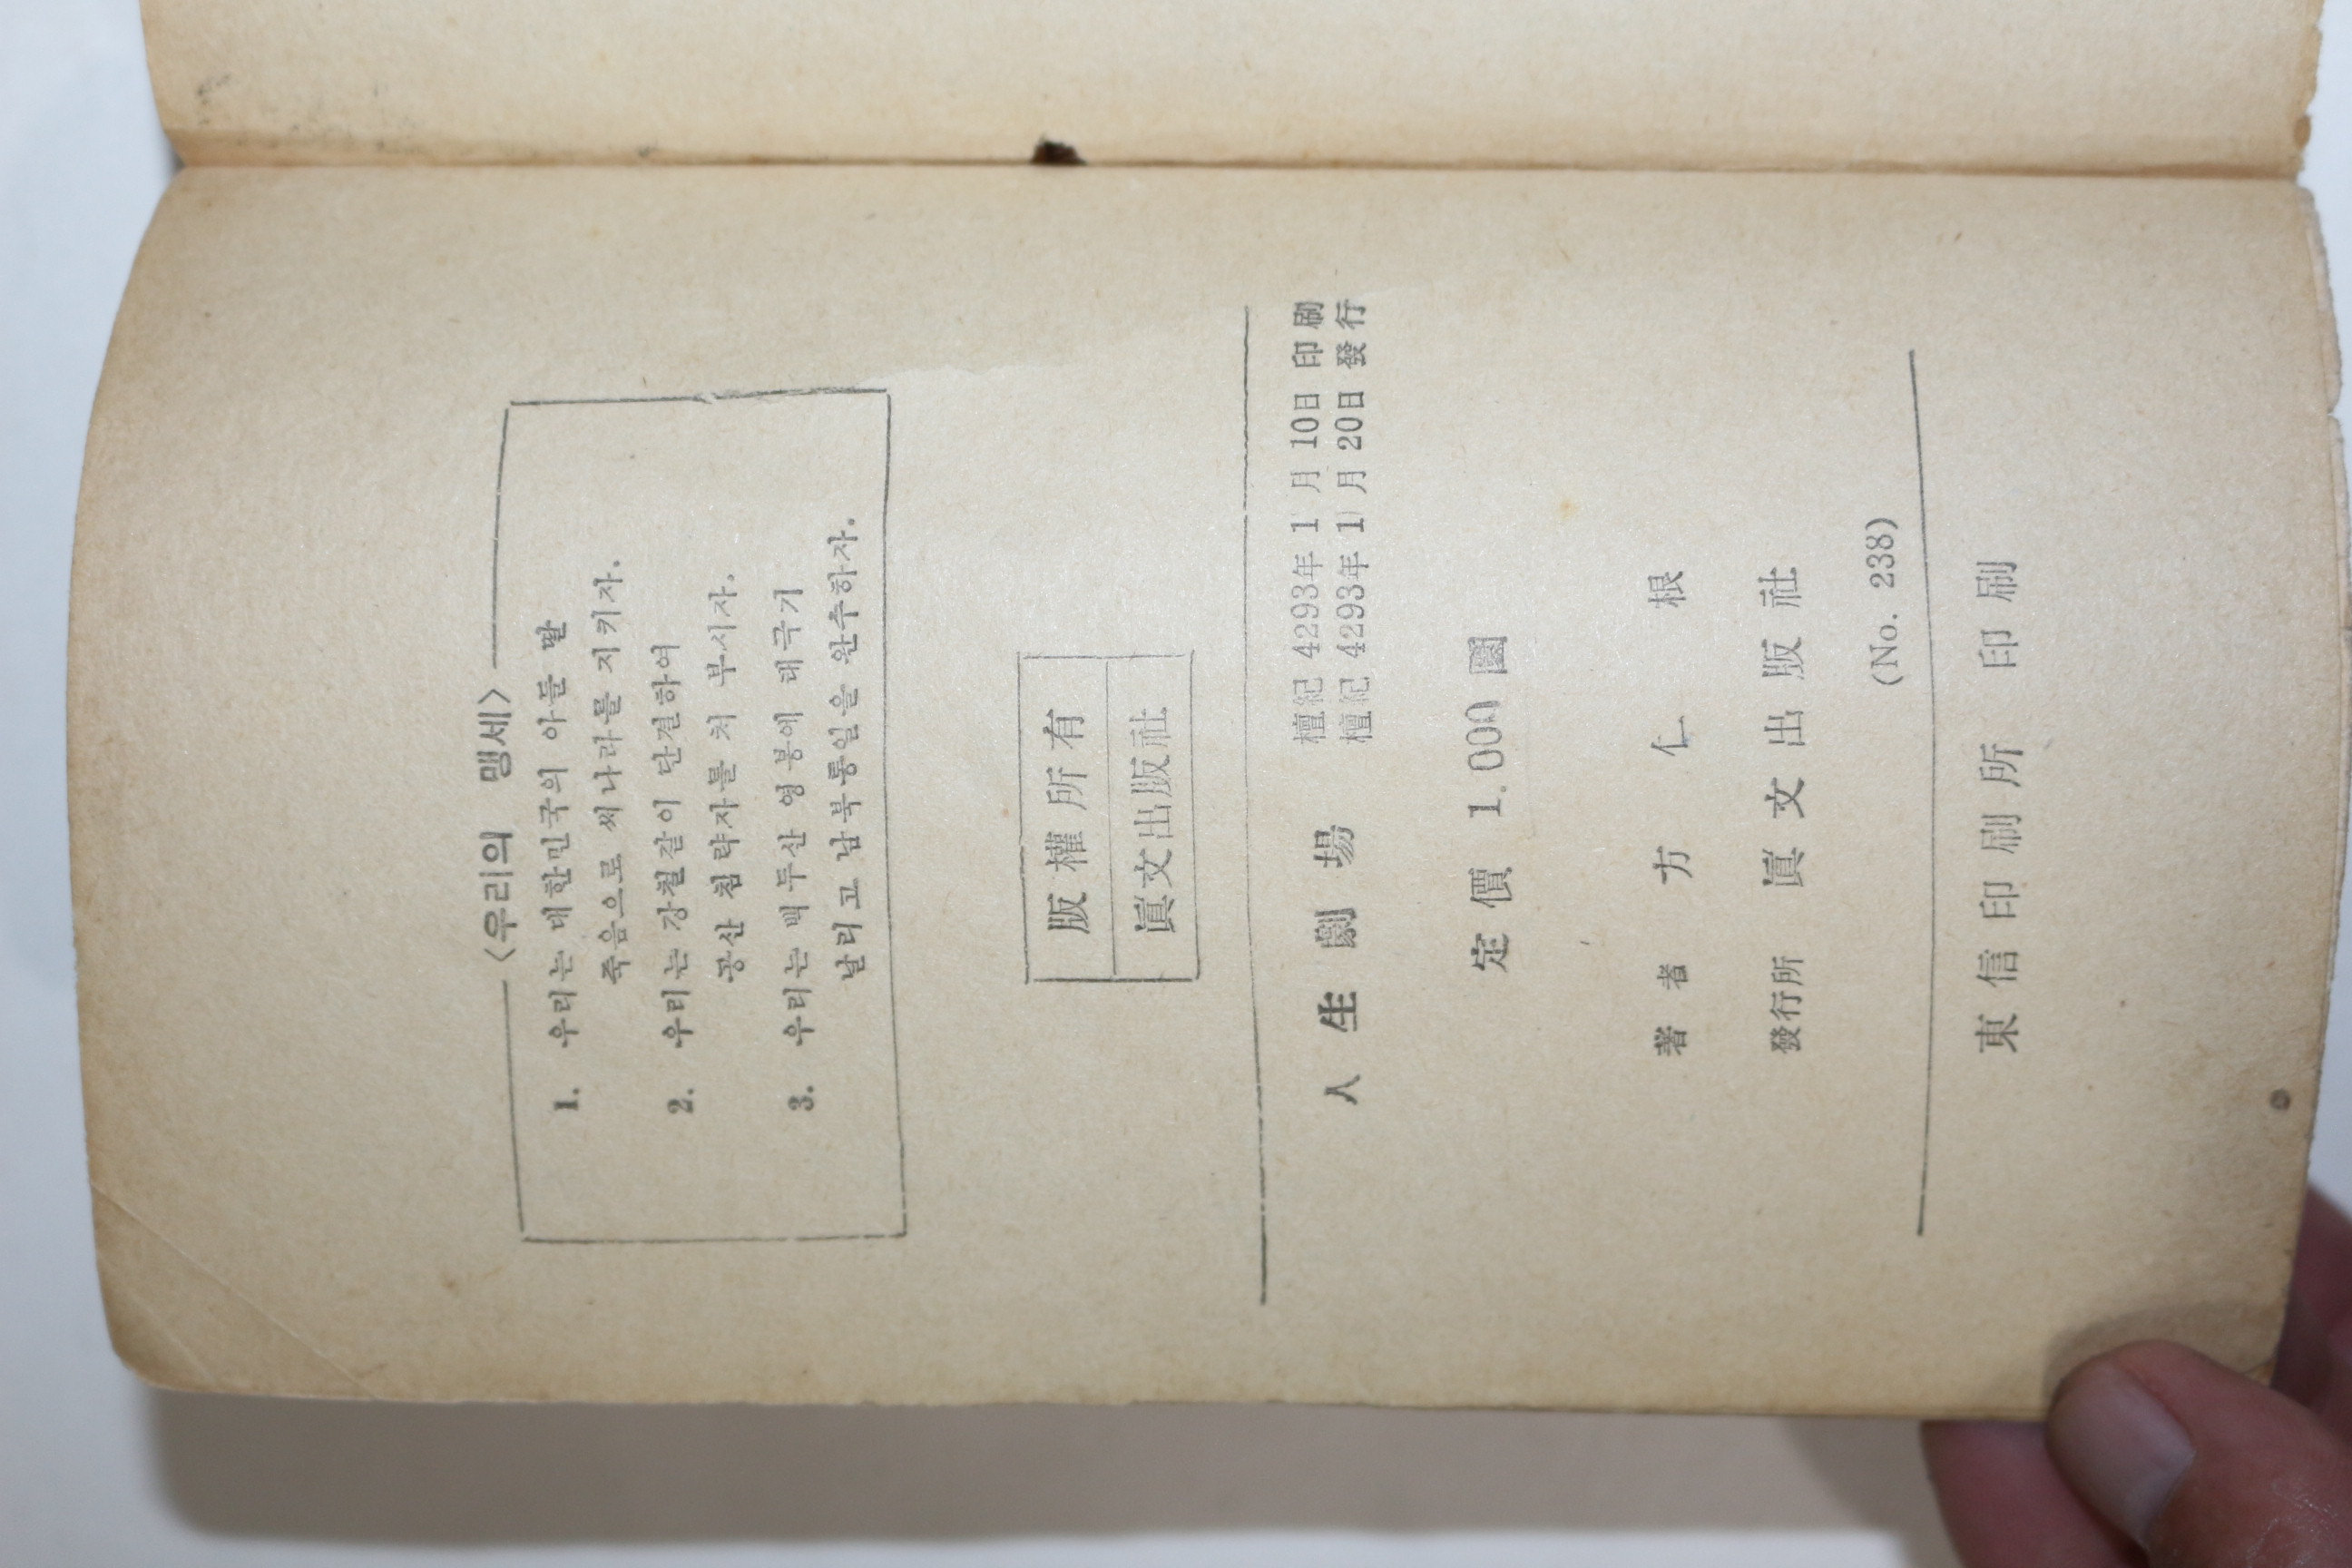 〈우리의 맹세〉
1. 우리는 대한민국의 아들 딸
죽음으로 써 나라를 지키자.
2. 우리는 강철같이 단결하여
공산 침략자를 처 부시자.
3. 우리는 백두산 영봉에 태극기
날리고 남북통일을 완수하자.
版權所有
眞文出版社
檀紀 4293年 1月 10日 印刷
人生劇場
檀紀 4293年 1月 20日 發行
定價 1.000圜
著者 方仁根
發行所 眞文出版社
(No. 238)
東信印刷所 印刷